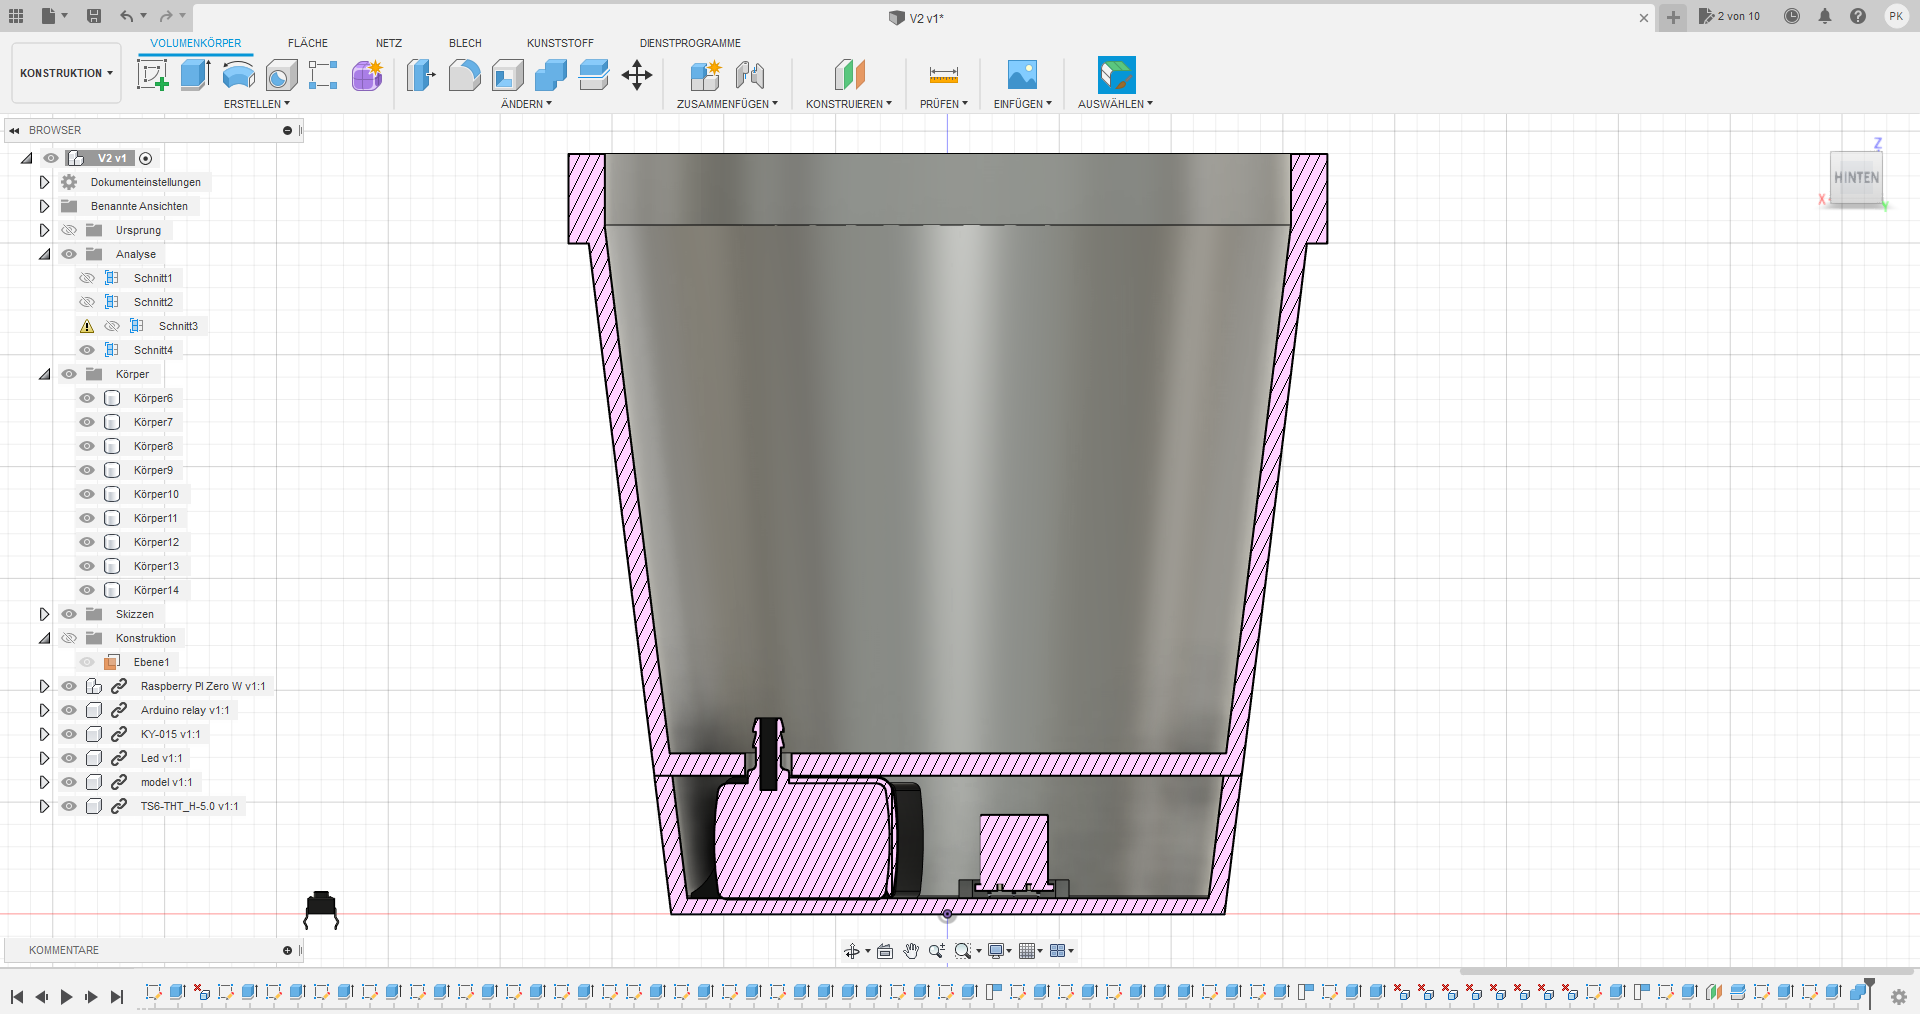 V2 v1*
2 von 10
PK
KONSTRUKTION
VOLUMENKÖRPER
FLÄCHE
NETZ
BLECH
KUNSTSTOFF
DIENSTPROGRAMME
ERSTELLEN
ÄNDERN
ZUSAMMENFÜGEN
KONSTRUIEREN
PRÜFEN
EINFÜGEN
AUSWÄHLEN
BROWSER
V2 v1
Dokumenteinstellungen
Benannte Ansichten
Ursprung
Analyse
Schnitt1
Schnitt2
Schnitt3
Schnitt4
Körper
Körper6
Körper7
Körper8
Körper9
Körper10
Körper11
Körper12
Körper13
Körper14
Skizzen
Konstruktion
Ebene1
Raspberry PI Zero W v1:1
Arduino relay v1:1
KY-015 v1:1
Led v1:1
model v1:1
TS6-THT_H-5.0 v1:1
Z
HINTEN
X
Y
KOMMENTARE